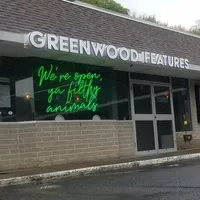 GREENWOOD FEATURES
We're open,
ya filthy
animals